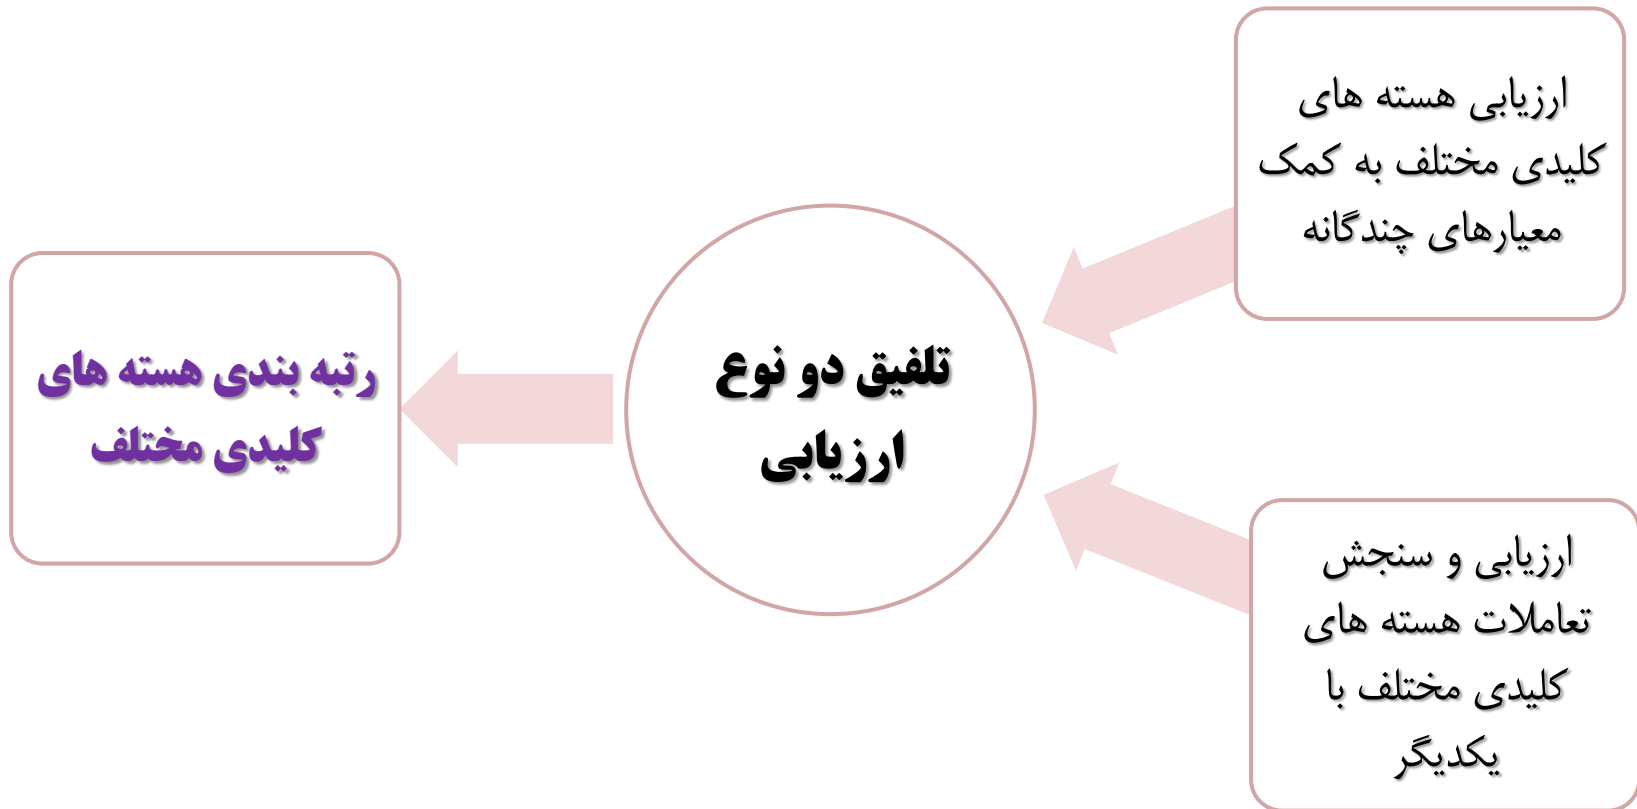 ارزیابی هسته های
کلیدی مختلف به کمک
معیارهای چندگانه
ارزیابی و سنجش
تعاملات هسته های
کلیدی مختلف با
یکدیگر
تلفیق دو نوع
ارزیابی
رتبه بندی هسته های
کلیدی مختلف